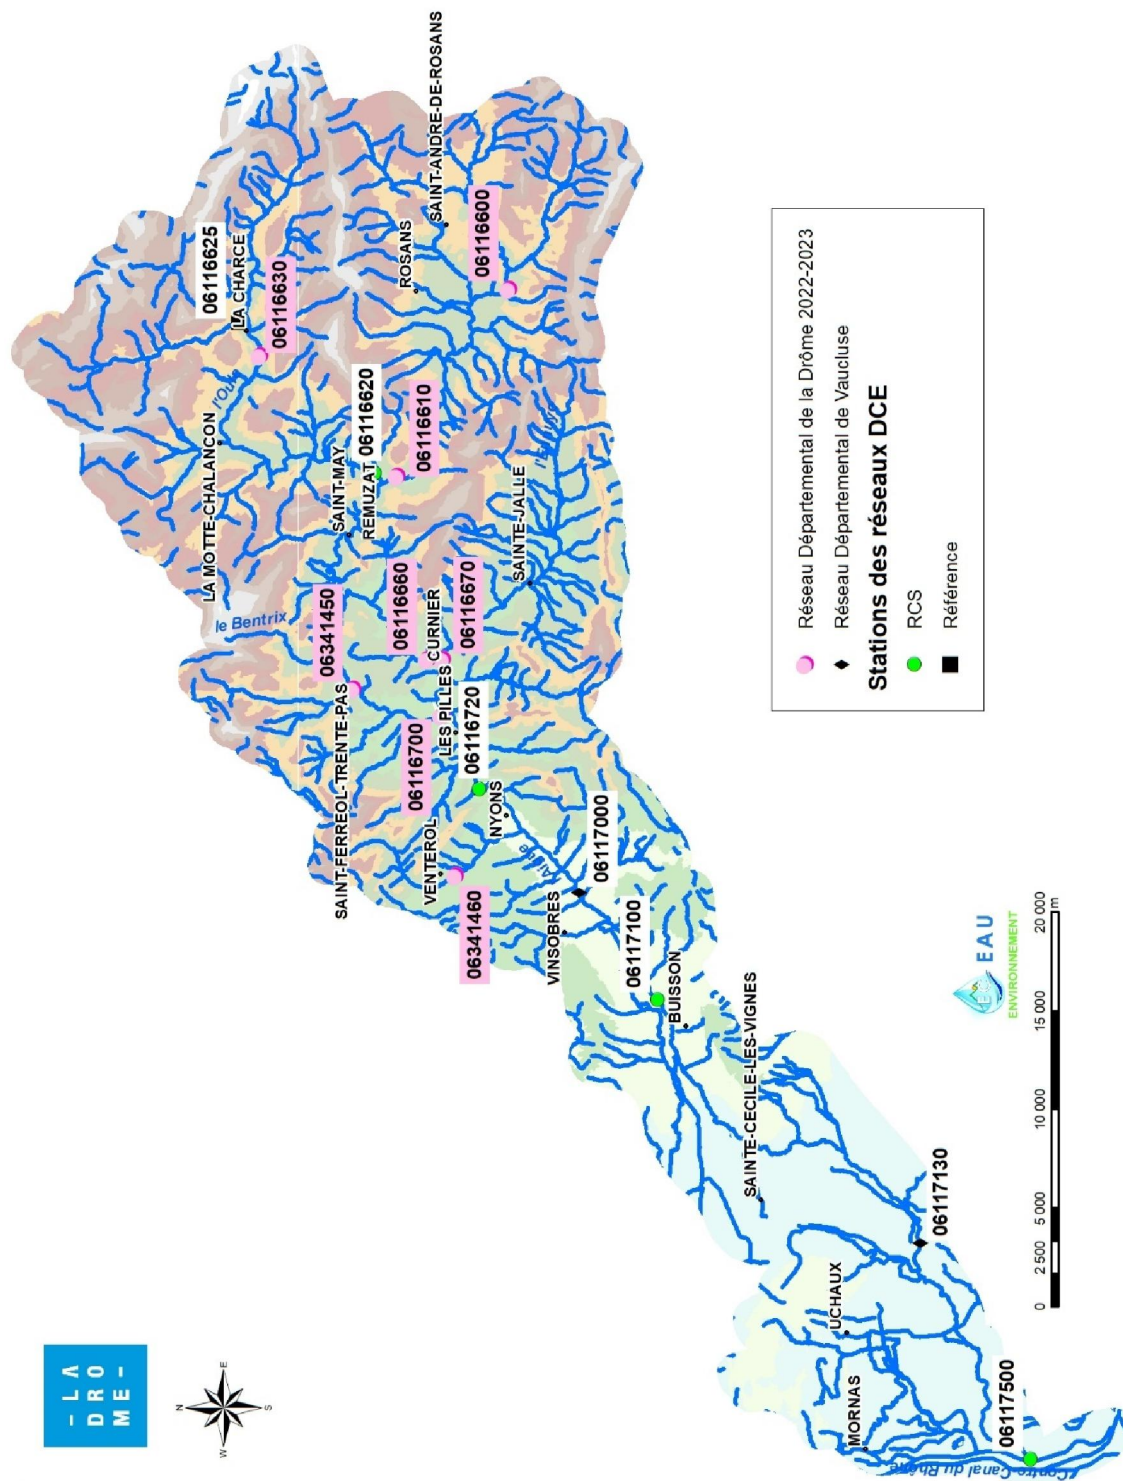 - LA
DRO
ME -
N
W
E
S
LA MOTTE-CHALANCON
l'Oule
LA CHARCE
06116625
06116630
le Bentrix
SAINT-MAY
REMUZAT
06116620
06116610
ROSANS
SAINT-ANDRE-DE-ROSANS
06116600
SAINT-FERREOL-TRENTE-PAS
06341450
06116660
CURNIER
06116670
SAINTE-JALLE
06116700
LES PILLES
06116720
VENTEROL
NYONS
06341460
VINSOBRES
06117000
06117100
BUISSON
SAINTE-CECILE-LES-VIGNES
06117130
UCHAUX
MORNAS
06117500
Contre Canal du Rhône
EAU
ENVIRONNEMENT
0 2 500 5 000 10 000 15 000 20 000
m
Réseau Départemental de la Drôme 2022-2023
Réseau Départemental de Vaucluse
Stations des réseaux DCE
RCS
Référence